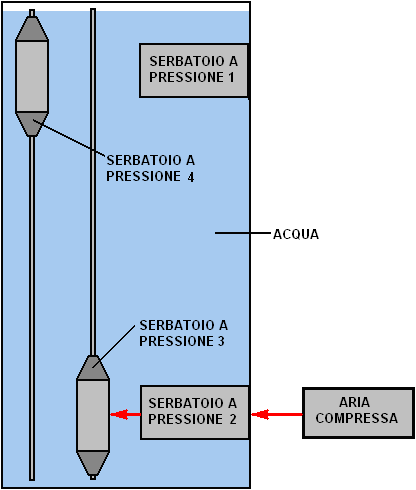 SERBATOIO A
PRESSIONE 1
SERBATOIO A
PRESSIONE 4
ACQUA
SERBATOIO A
PRESSIONE 3
SERBATOIO A
PRESSIONE 2
ARIA
COMPRESSA